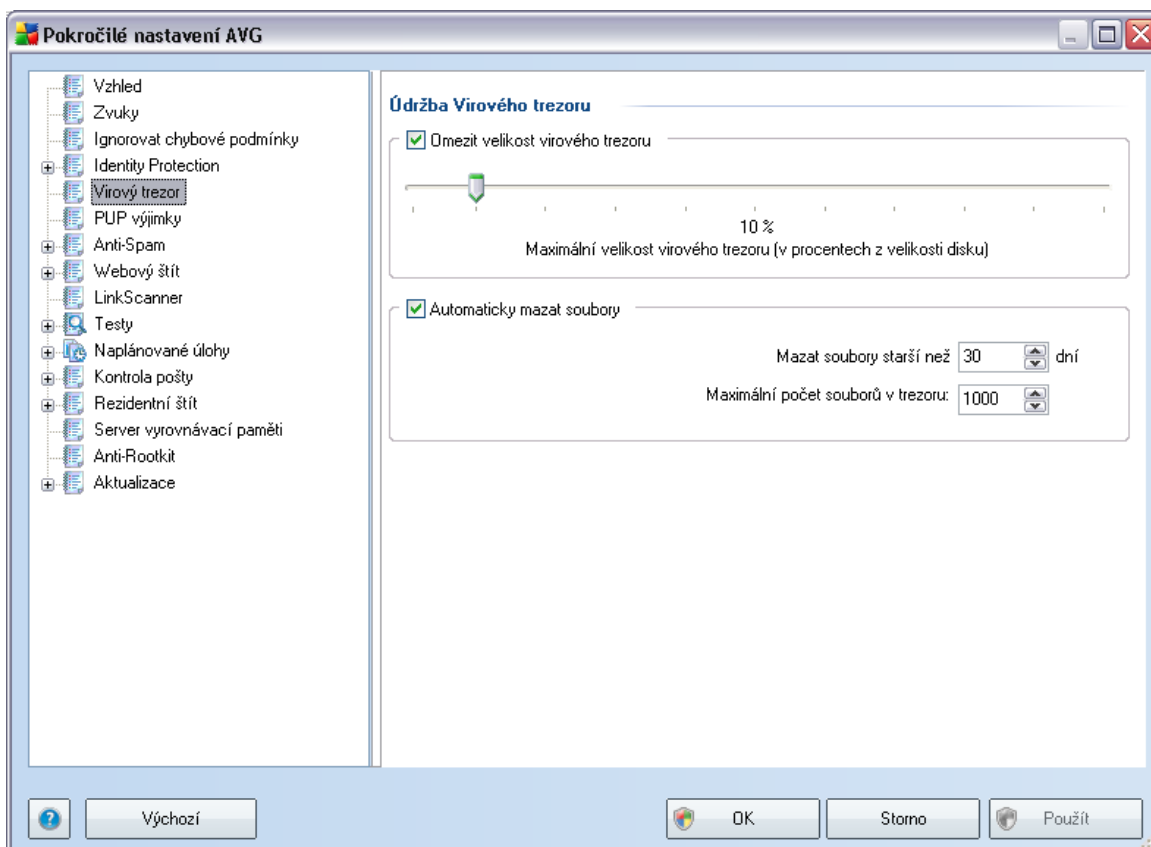 Pokročilé nastavení AVG
Vzhled
Zvuky
Ignorovat chybové podmínky
Identity Protection
Virový trezor
PUP výjimky
Anti-Spam
Webový štít
LinkScanner
Testy
Naplánované úlohy
Kontrola pošty
Rezidentní štít
Server vyrovnávací paměti
Anti-Rootkit
Aktualizace
Údržba Virového trezoru
Omezit velikost virového trezoru
10 %
Maximální velikost virového trezoru (v procentech z velikosti disku)
Automaticky mazat soubory
Mazat soubory starší než 30 dní
Maximální počet souborů v trezoru: 1000
? Výchozí OK Storno Použít